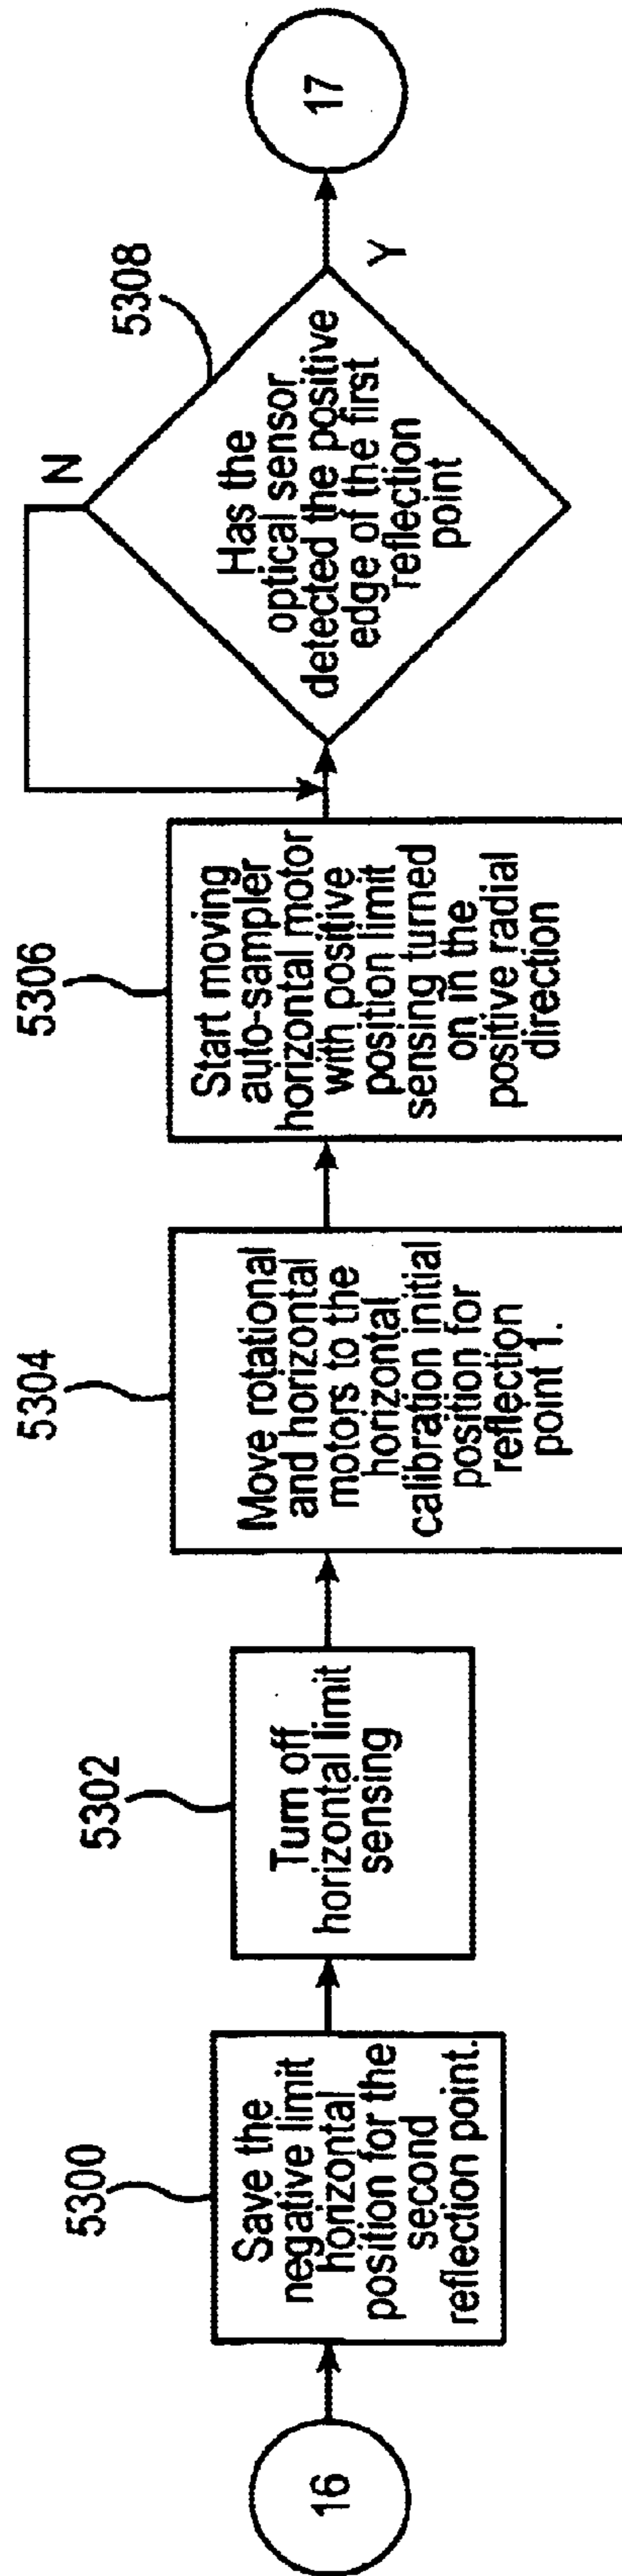 16
5300
Save the
negative limit
horizontal
position for the
second
reflection point.
5302
Turn off
horizontal limit
sensing
5304
Move rotational
and horizontal
motors to the
horizontal
calibration initial
position for
reflection
point 1.
5306
Start moving
auto-sampler
horizontal motor
with positive
position limit
sensing turned
on in the
positive radial
direction
5308
Has the
optical sensor
detected the positive
edge of the first
reflection
point
N
Y
17